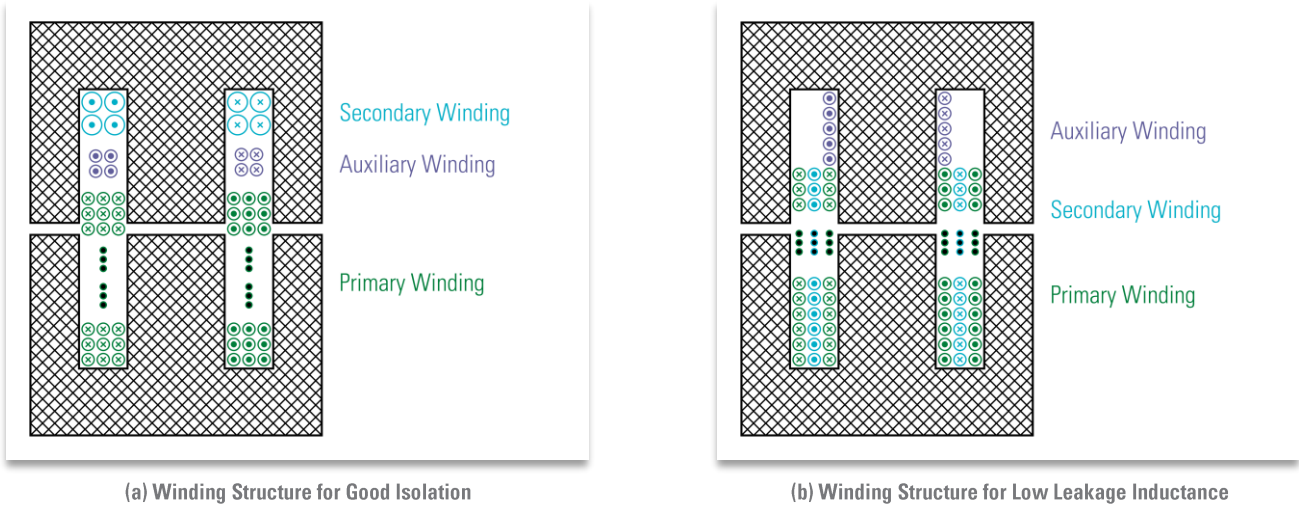 Secondary Winding
Auxiliary Winding
Primary Winding
(a) Winding Structure for Good Isolation
Auxiliary Winding
Secondary Winding
Primary Winding
(b) Winding Structure for Low Leakage Inductance